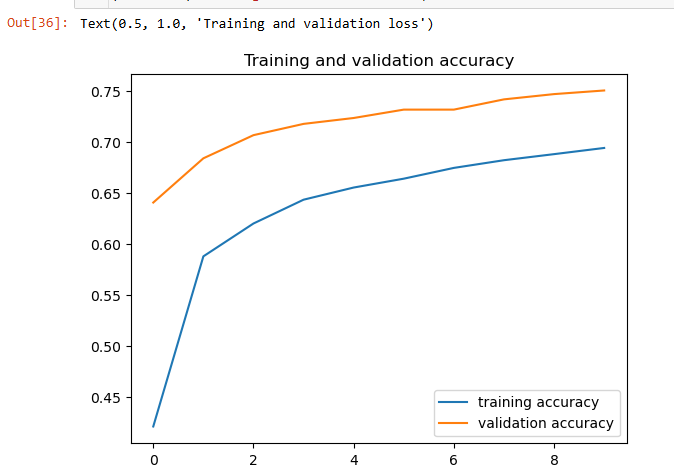 Out[36]: Text(0.5, 1.0, 'Training and validation loss')
Training and validation accuracy
0.75
0.70
0.65
0.60
0.55
0.50
0.45
training accuracy
validation accuracy
0 2 4 6 8